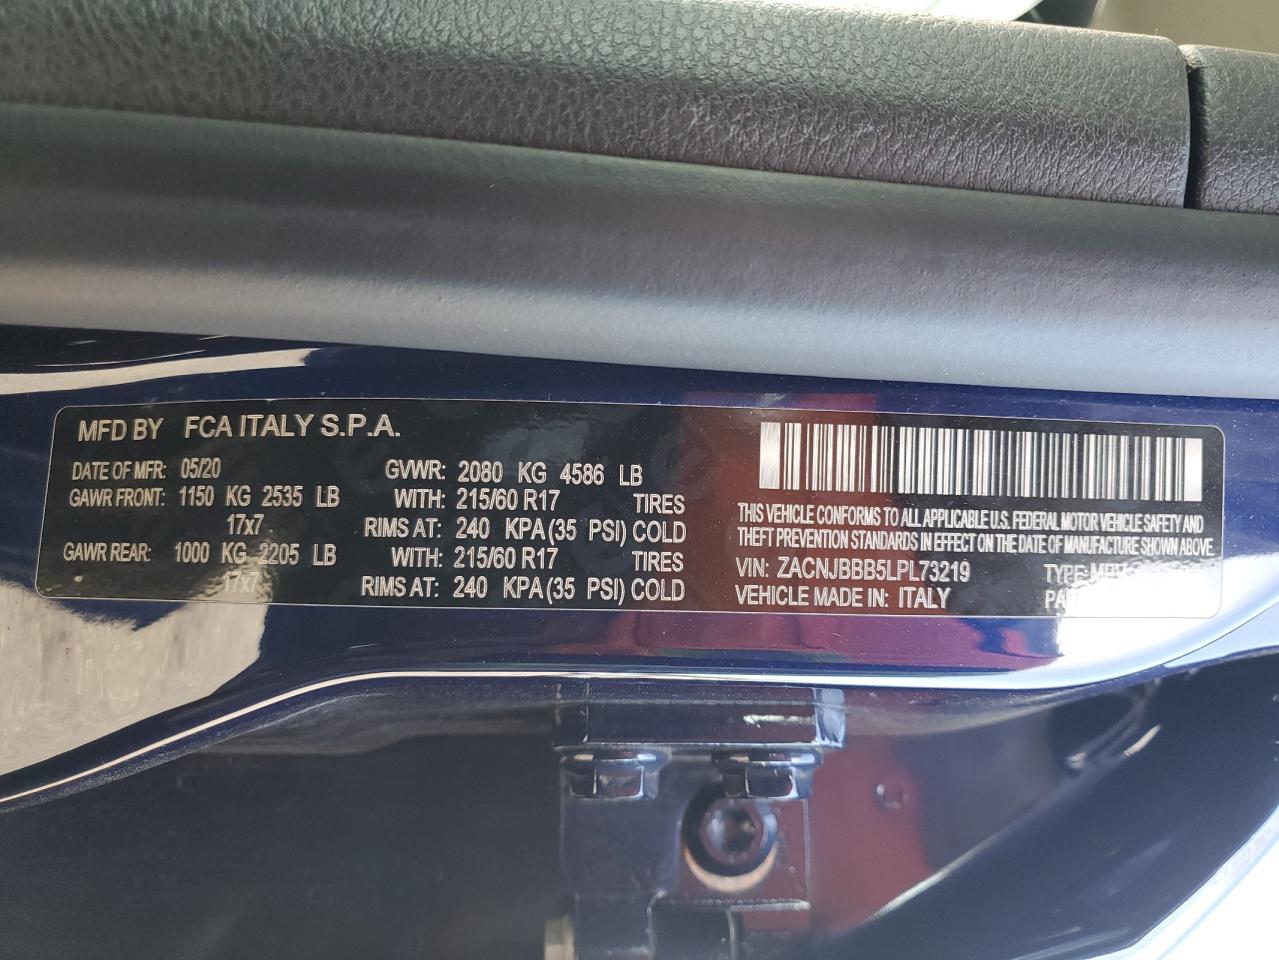 MFD BY FCA ITALY S.P.A.
DATE OF MFR: 05/20 GVWR: 2080 KG 4586 LB
GAWR FRONT: 1150 KG 2535 LB WITH: 215/60 R17 TIRES
17x7 RIMS AT: 240 KPA (35 PSI) COLD
GAWR REAR: 1000 KG 2205 LB WITH: 215/60 R17 TIRES
17x7 RIMS AT: 240 KPA (35 PSI) COLD
THIS VEHICLE CONFORMS TO ALL APPLICABLE U.S. FEDERAL MOTOR VEHICLE SAFETY AND
THEFT PREVENTION STANDARDS IN EFFECT ON THE DATE OF MANUFACTURE SHOWN ABOVE.
VIN: ZACNJBBB5LPL73219 TYPE:
VEHICLE MADE IN: ITALY